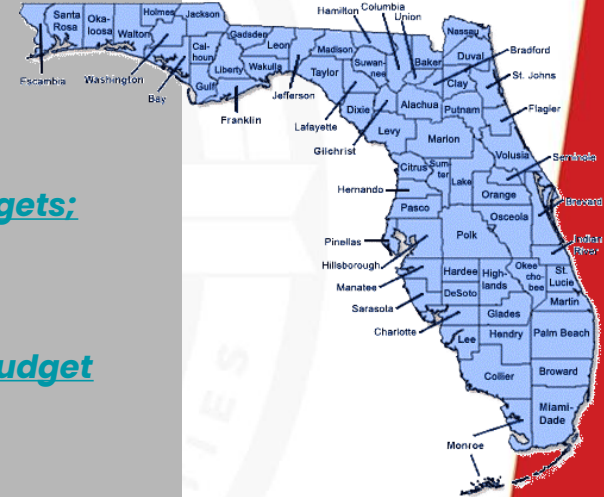 Hamilton
Columbia
Union
Santa
Rosa
Oka-
loosa
Walton
Holmes
Jackson
Nassau
Gadsden
Leon
Madison
Suwan-
nee
Baker
Duval
Bradford
Cal-
houn
Liberty
Wakulla
Taylor
Clay
St. Johns
Escambia
Washington
Bay
Gulf
Franklin
Jefferson
Lafayette
Gilchrist
Dixie
Alachua
Putnam
Flagler
Levy
Marion
Volusia
Seminole
Citrus
Sum-
ter
Lake
Orange
Hernando
Pasco
Brevard
gets;
Osceola
Polk
Pinellas
Indian
River
Hillsborough
Manatee
Hardee
High-
lands
Okee
cho-
bee
St.
Lucie
Sarasota
DeSoto
Martin
Charlotte
Glades
Lee
Hendry
Palm Beach
udget
Collier
Broward
Miami-
Dade
Monroe
IES